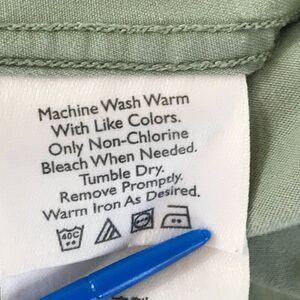 Machine Wash Warm
With Like Colors.
Only Non-Chlorine
Bleach When Needed.
Tumble Dry.
Remove Promptly.
Warm Iron As Desired.
40C